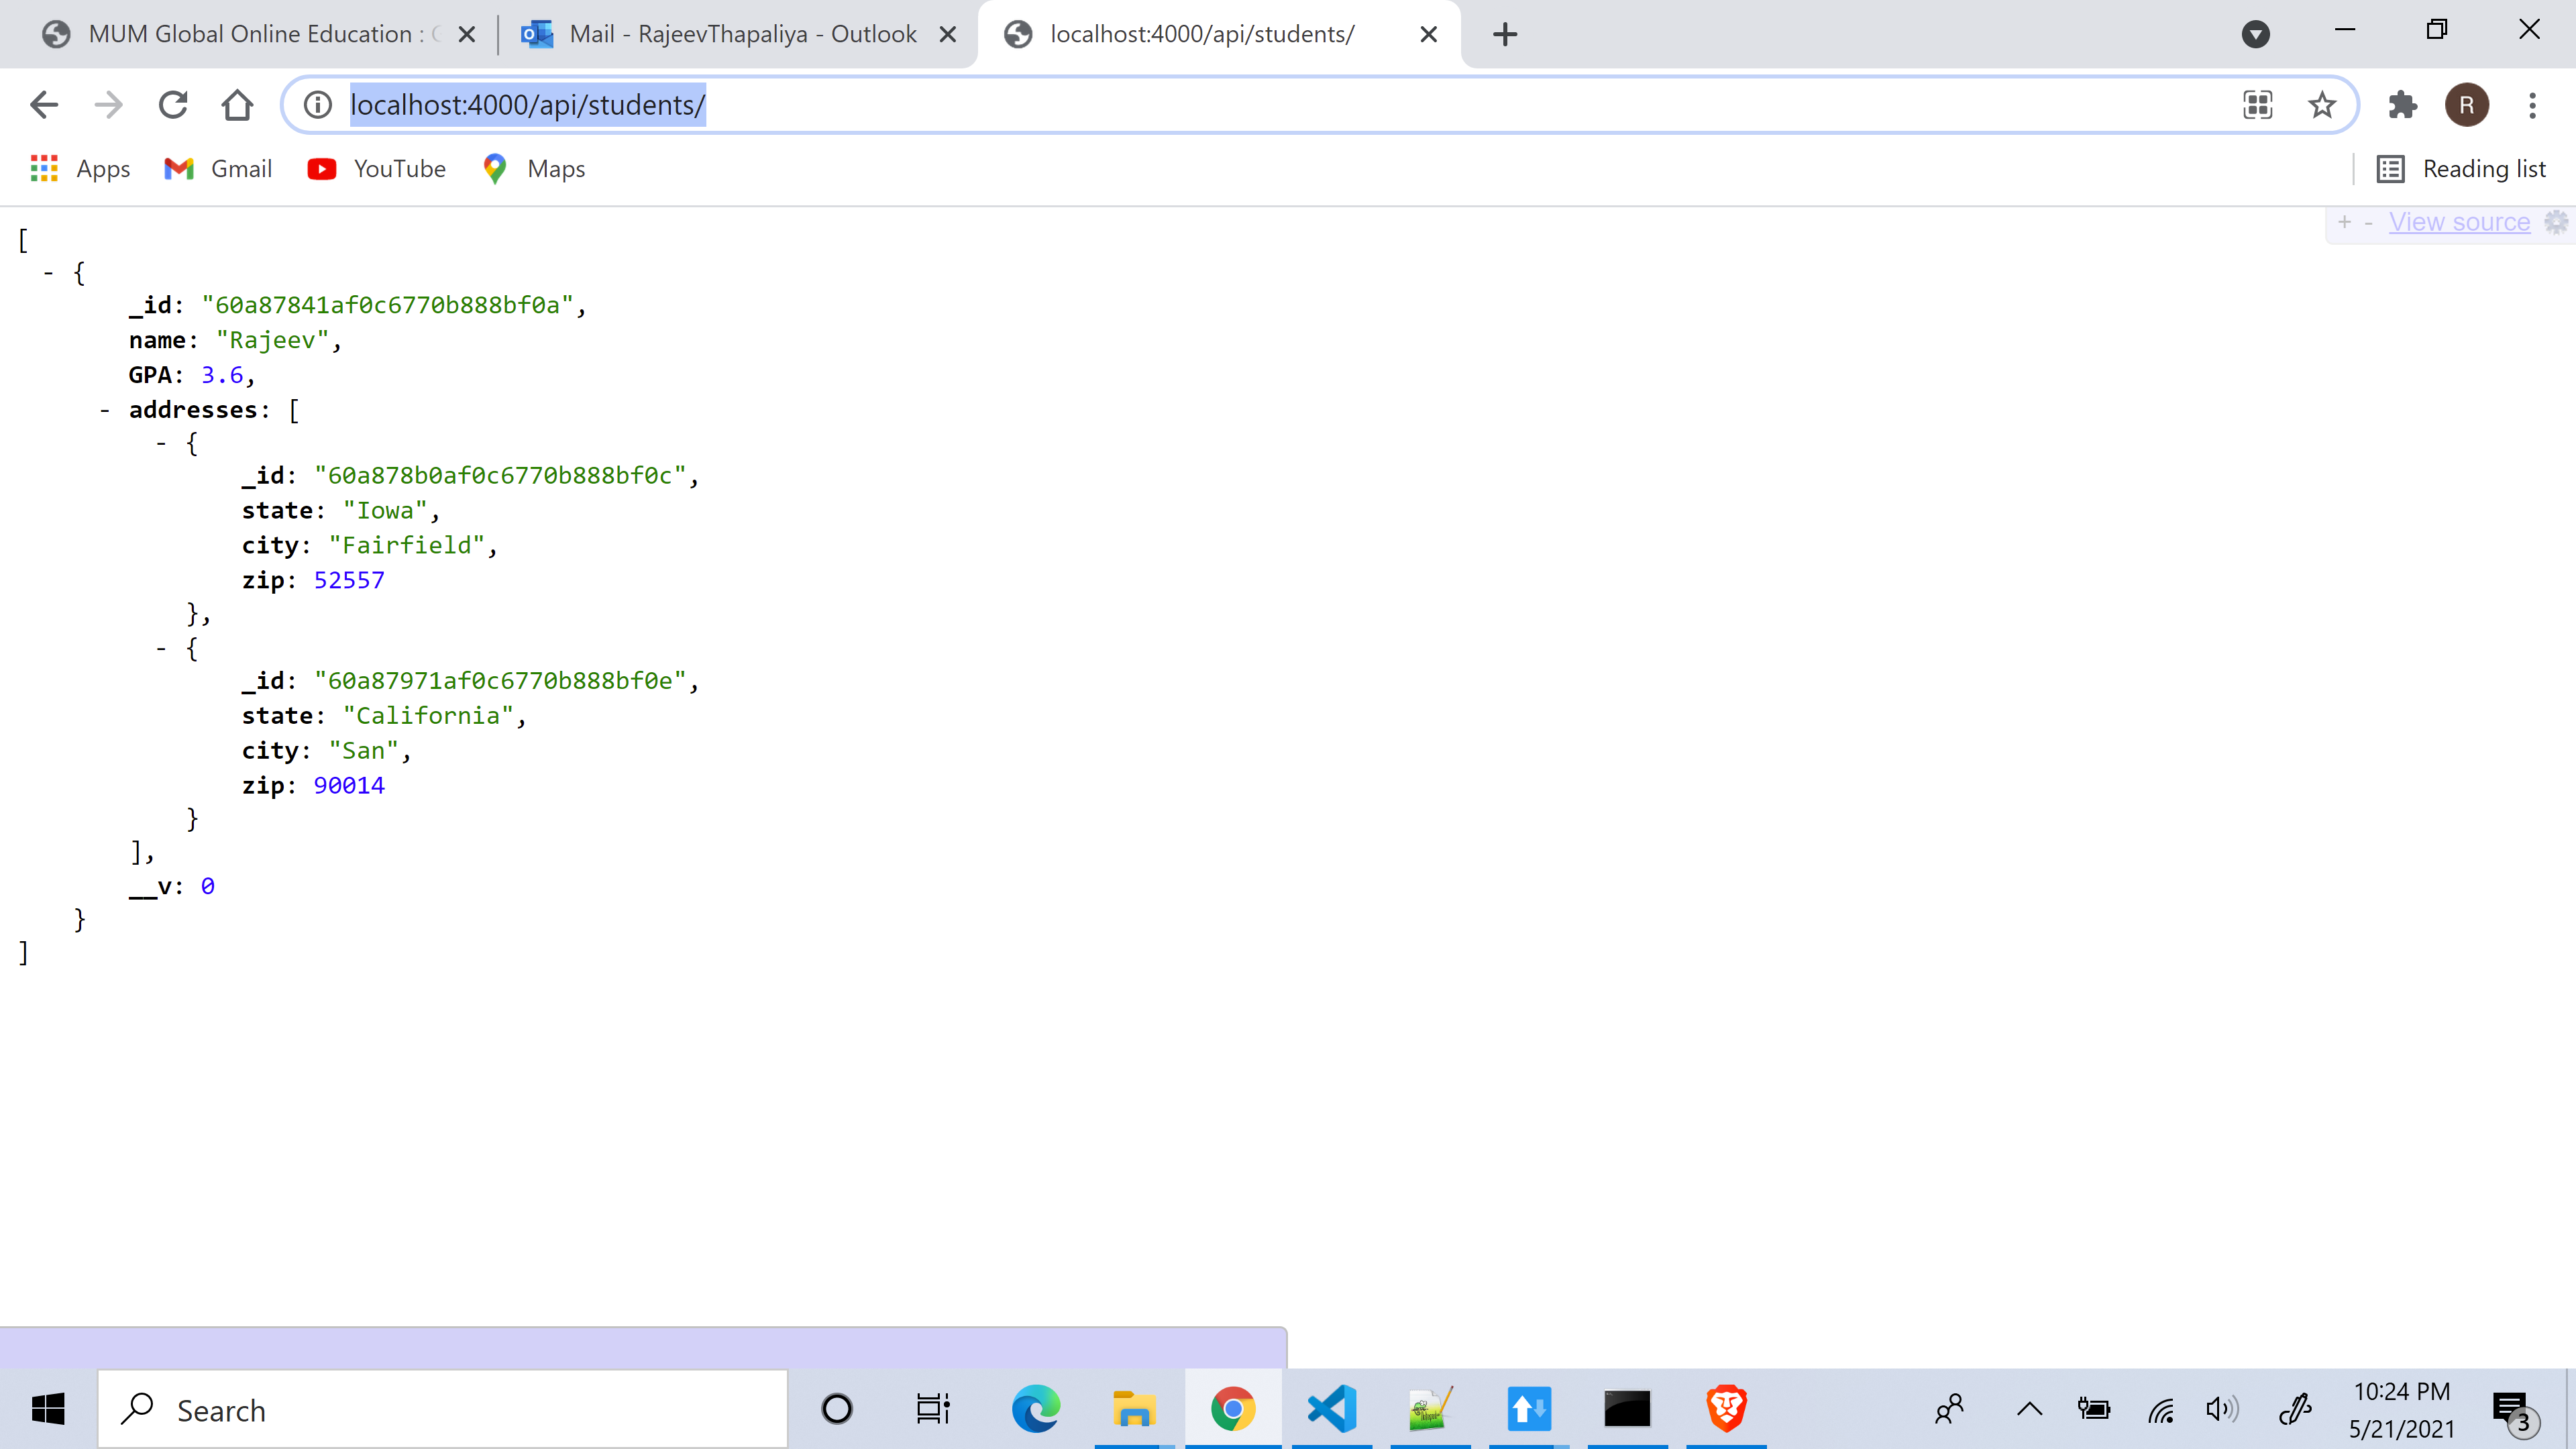 MUM Global Online Education :
Mail - RajeevThapaliya - Outlook
localhost:4000/api/students/
localhost:4000/api/students/
R
Apps
Gmail
YouTube
Maps
Reading list
+ - View source
[
- {
_id: "60a87841af0c6770b888bf0a",
name: "Rajeev",
GPA: 3.6,
- addresses: [
- {
_id: "60a878b0af0c6770b888bf0c",
state: "Iowa",
city: "Fairfield",
zip: 52557
},
- {
_id: "60a87971af0c6770b888bf0e",
state: "California",
city: "San",
zip: 90014
}
],
__v: 0
}
]
Search
10:24 PM
5/21/2021
3